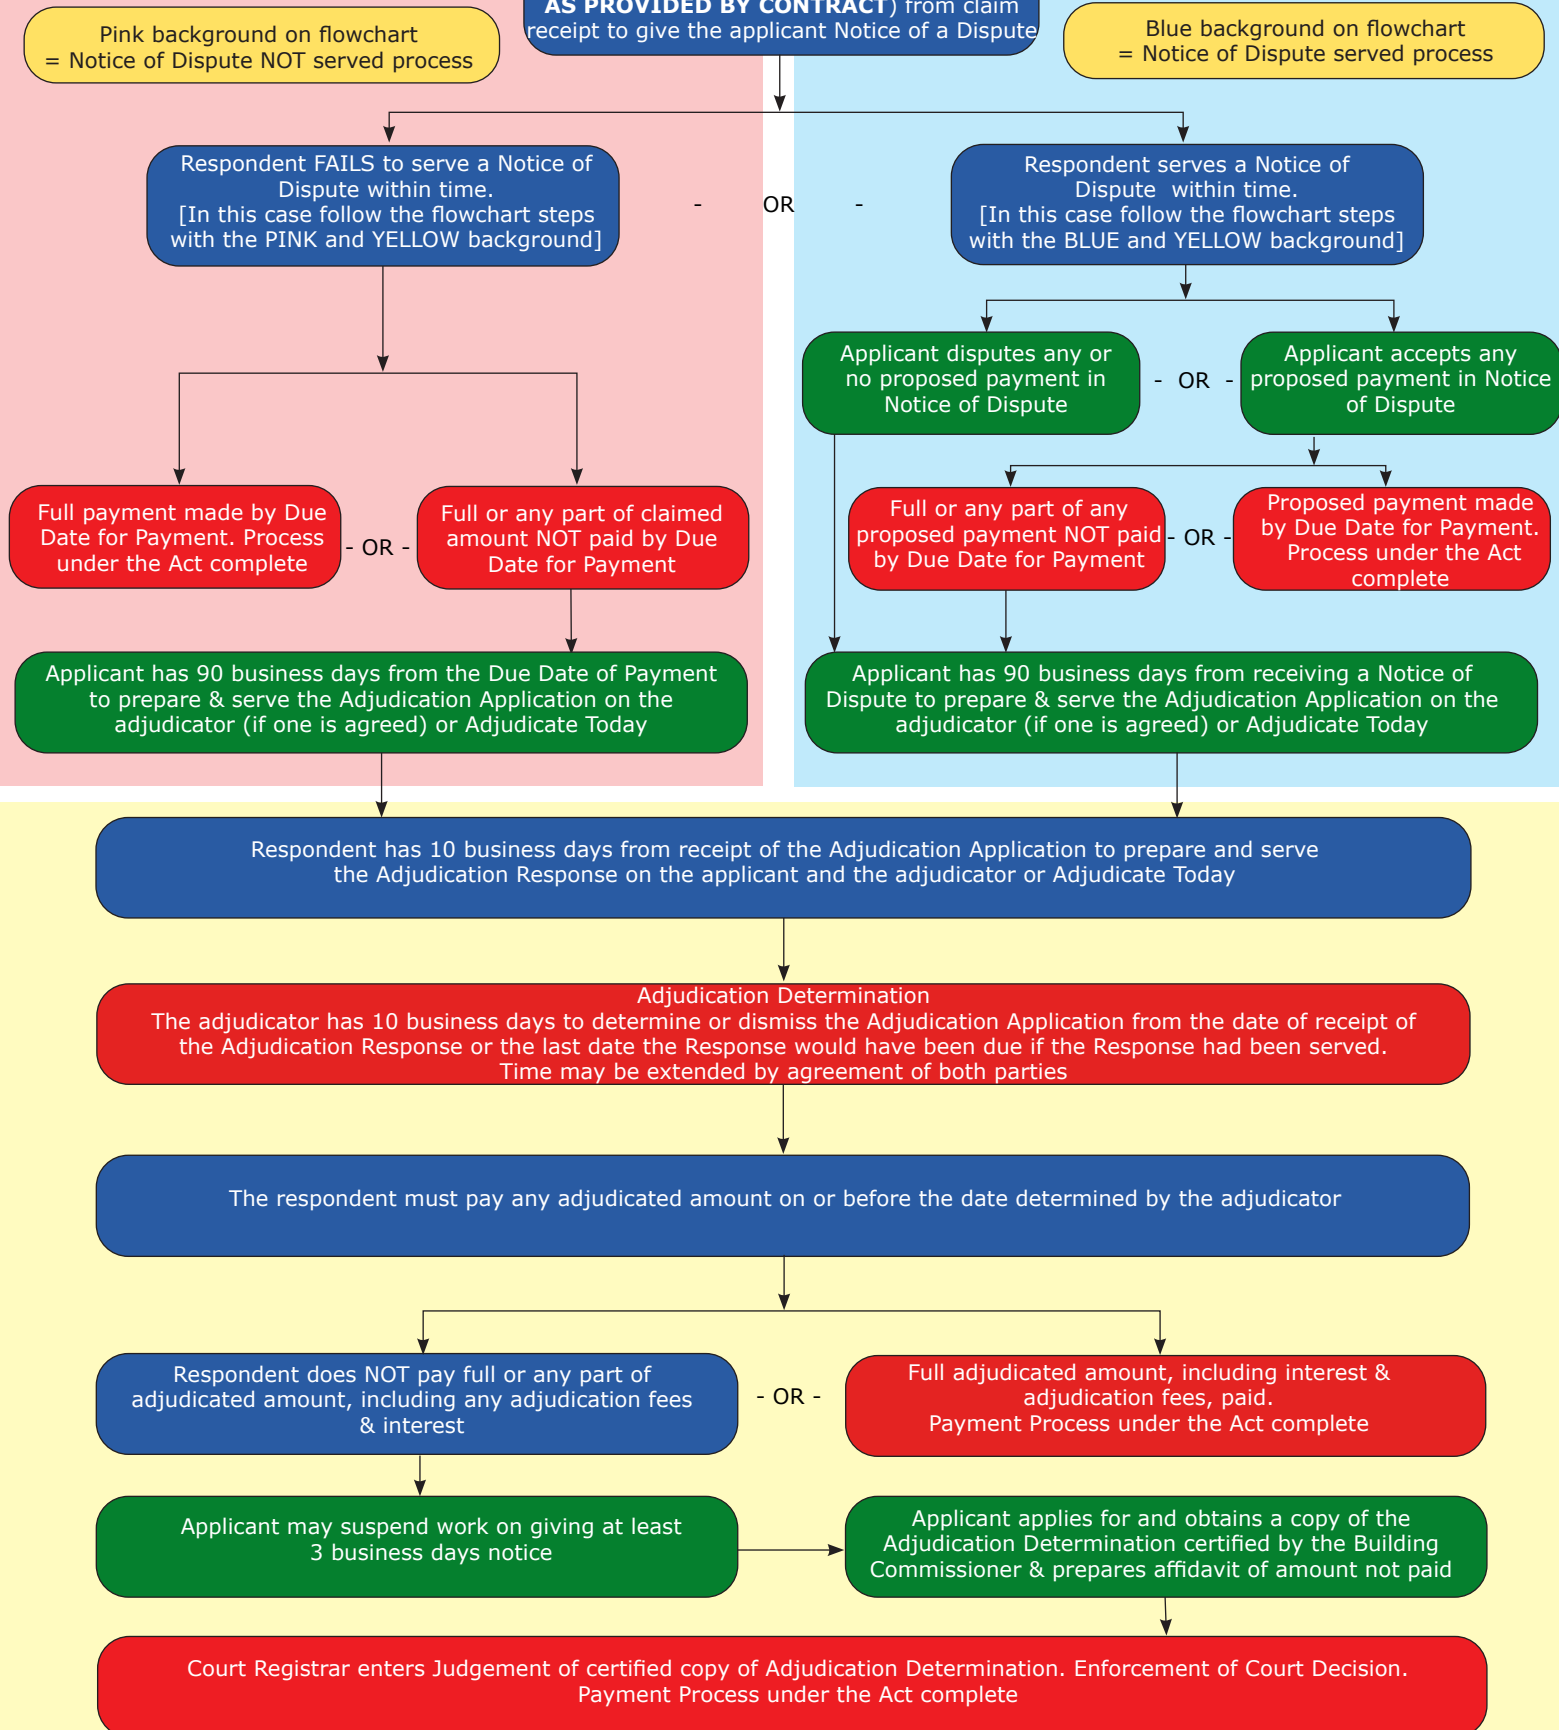 AS PROVIDED BY CONTRACT) from claim
receipt to give the applicant Notice of a Dispute
Pink background on flowchart
= Notice of Dispute NOT served process
Blue background on flowchart
= Notice of Dispute served process
Respondent FAILS to serve a Notice of
Dispute within time.
[In this case follow the flowchart steps
with the PINK and YELLOW background]
- OR -
Respondent serves a Notice of
Dispute  within time.
[In this case follow the flowchart steps
with the BLUE and YELLOW background]
Applicant disputes any or
no proposed payment in
Notice of Dispute
- OR -
Applicant accepts any
proposed payment in Notice
of Dispute
Full payment made by Due
Date for Payment. Process
under the Act complete
- OR -
Full or any part of claimed
amount NOT paid by Due
Date for Payment
Full or any part of any
proposed payment NOT paid
by Due Date for Payment
- OR -
Proposed payment made
by Due Date for Payment.
Process under the Act
complete
Applicant has 90 business days from the Due Date of Payment
to prepare & serve the Adjudication Application on the
adjudicator (if one is agreed) or Adjudicate Today
Applicant has 90 business days from receiving a Notice of
Dispute to prepare & serve the Adjudication Application on the
adjudicator (if one is agreed) or Adjudicate Today
Respondent has 10 business days from receipt of the Adjudication Application to prepare and serve
the Adjudication Response on the applicant and the adjudicator or Adjudicate Today
Adjudication Determination
The adjudicator has 10 business days to determine or dismiss the Adjudication Application from the date of receipt of
the Adjudication Response or the last date the Response would have been due if the Response had been served.
Time may be extended by agreement of both parties
The respondent must pay any adjudicated amount on or before the date determined by the adjudicator
Respondent does NOT pay full or any part of
adjudicated amount, including any adjudication fees
& interest
- OR -
Full adjudicated amount, including interest &
adjudication fees, paid.
Payment Process under the Act complete
Applicant may suspend work on giving at least
3 business days notice
Applicant applies for and obtains a copy of the
Adjudication Determination certified by the Building
Commissioner & prepares affidavit of amount not paid
Court Registrar enters Judgement of certified copy of Adjudication Determination. Enforcement of Court Decision.
Payment Process under the Act complete